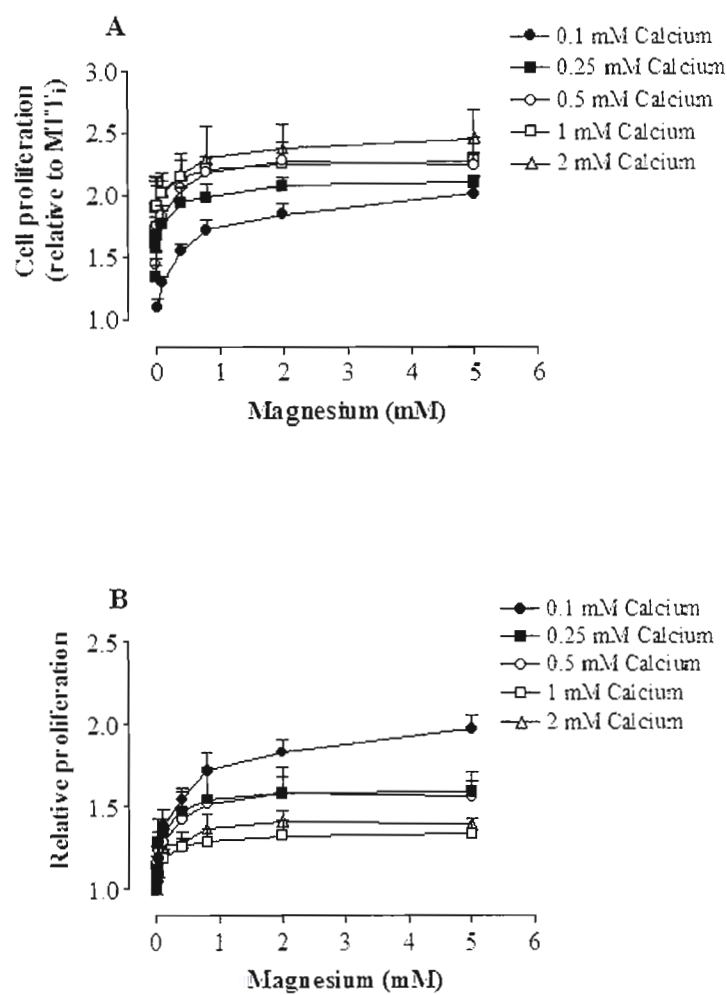 A
0.1 mM Calcium
0.25 mM Calcium
0.5 mM Calcium
1 mM Calcium
2 mM Calcium
Cell proliferation
(relative to MTTi)
3.0
2.5
2.0
1.5
1.0
0 1 2 3 4 5 6
Magnesium (mM)
B
0.1 mM Calcium
0.25 mM Calcium
0.5 mM Calcium
1 mM Calcium
2 mM Calcium
Relative proliferation
2.5
2.0
1.5
1.0
0 1 2 3 4 5 6
Magnesium (mM)